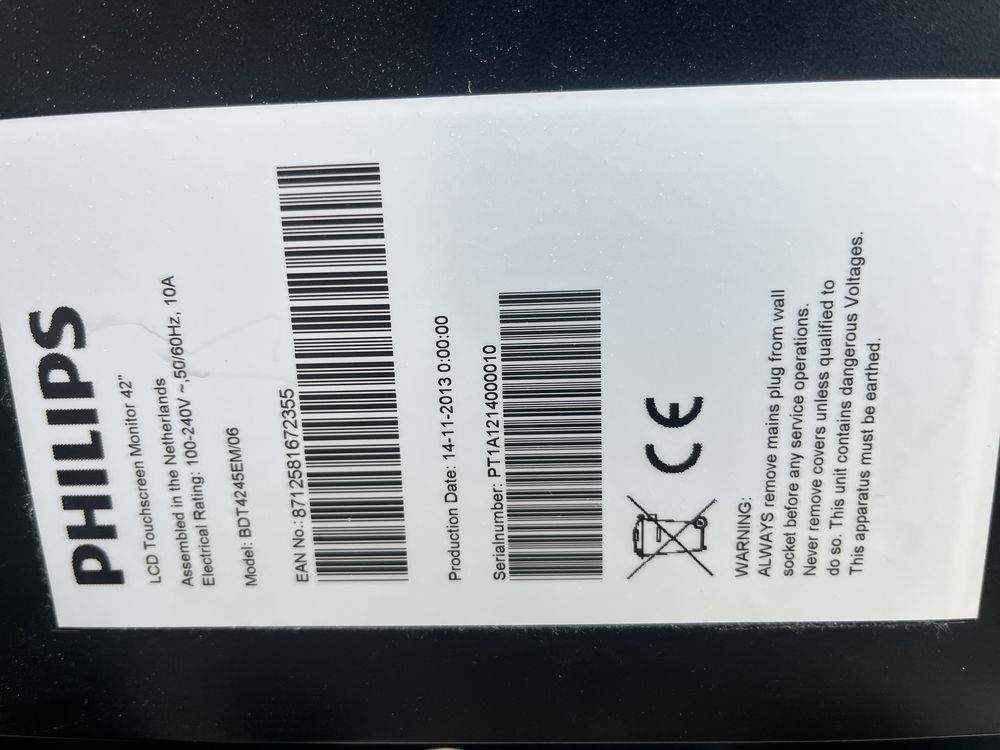 PHILIPS
LCD Touchscreen Monitor 42"
Assembled in the Netherlands
Electrical Rating: 100-240V ~,50/60Hz, 10A
Model: BDT4245EM/06
EAN No.: 8712581672355
Production Date: 14-11-2013 0:00:00
Serialnumber: PT1A1214000010
CE
WARNING:
ALWAYS remove mains plug from wall
socket before any service operations.
Never remove covers unless qualified to
do so. This unit contains dangerous Voltages.
This apparatus must be earthed.